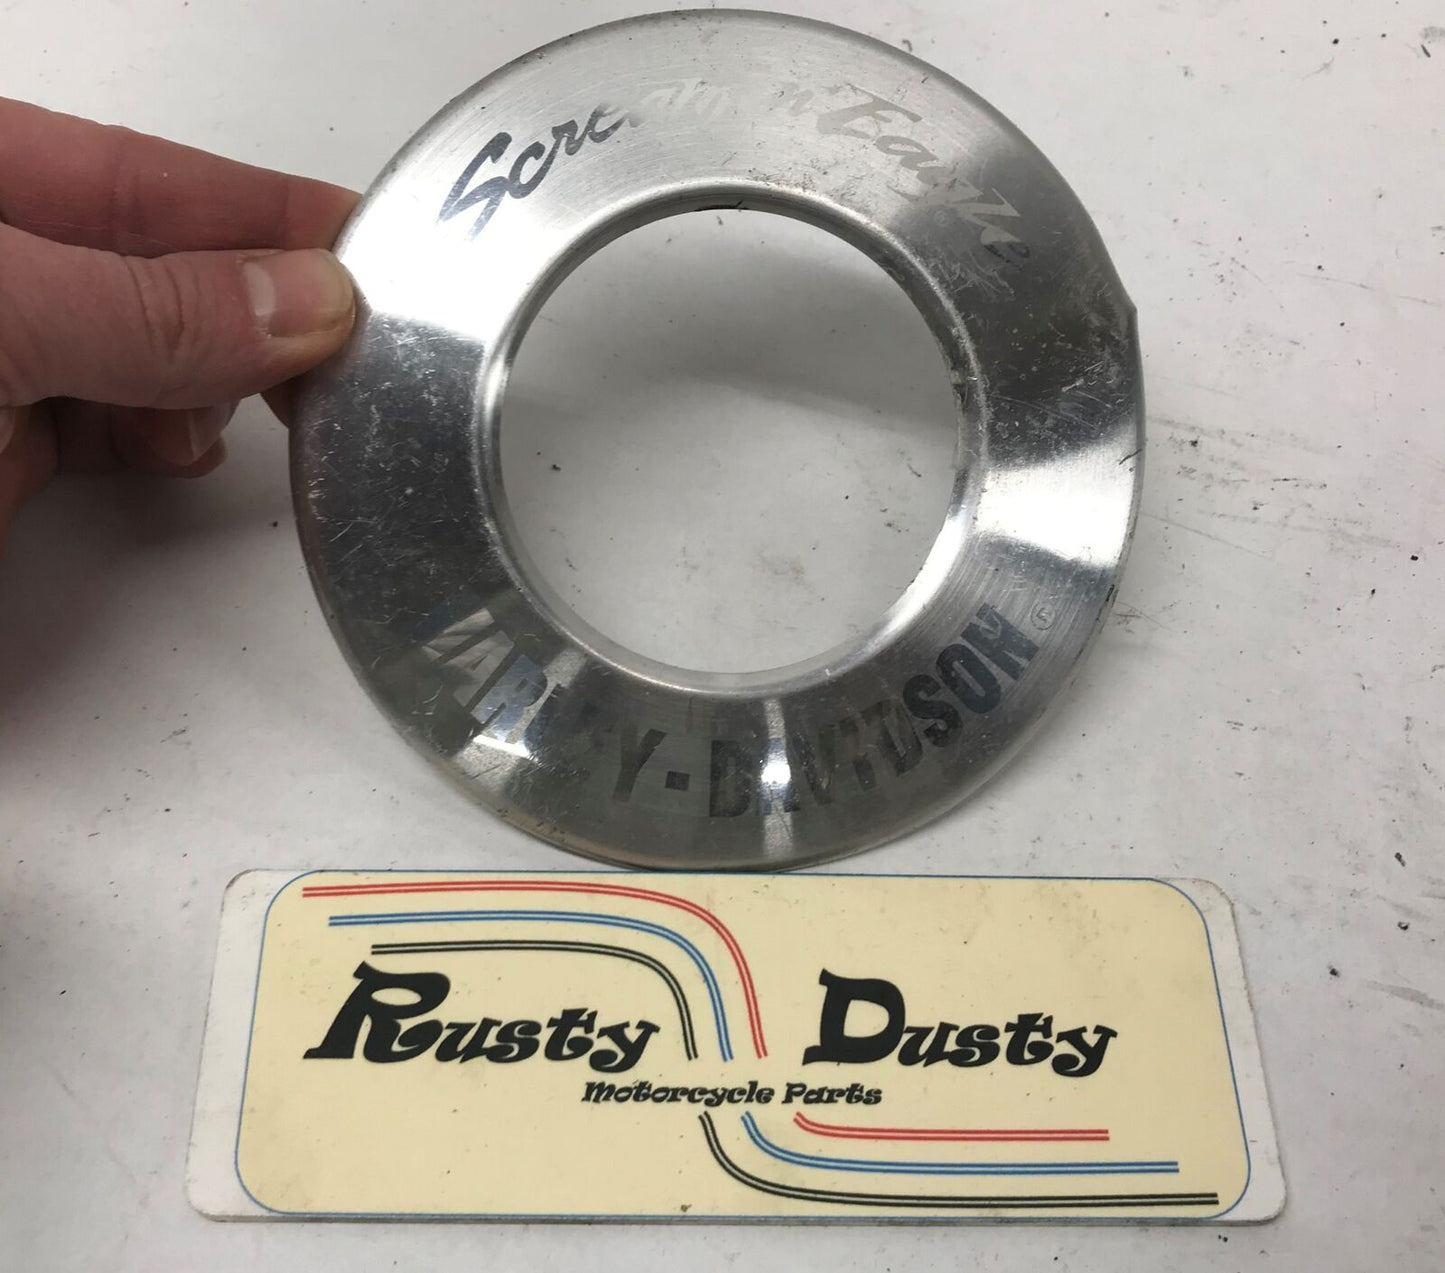 Screamin' Eagle®
HARLEY-DAVIDSON®
Rusty Dusty
Motorcycle Parts